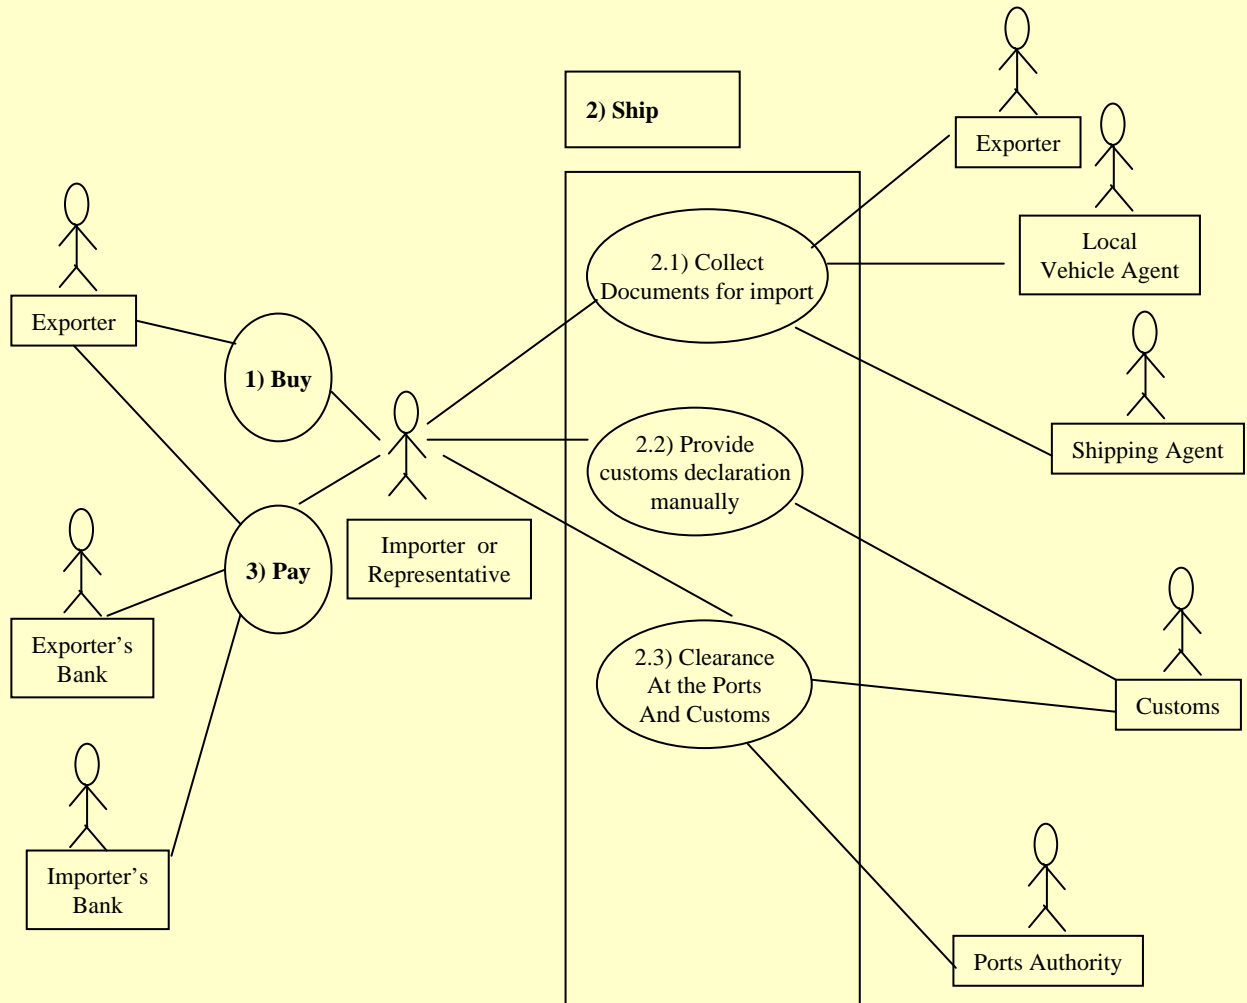 2) Ship
Exporter
Local
Vehicle Agent
Exporter
1) Buy
2.1) Collect
Documents for import
Shipping Agent
2.2) Provide
customs declaration
manually
Importer or
Representative
3) Pay
Exporter’s
Bank
2.3) Clearance
At the Ports
And Customs
Customs
Importer’s
Bank
Ports Authority